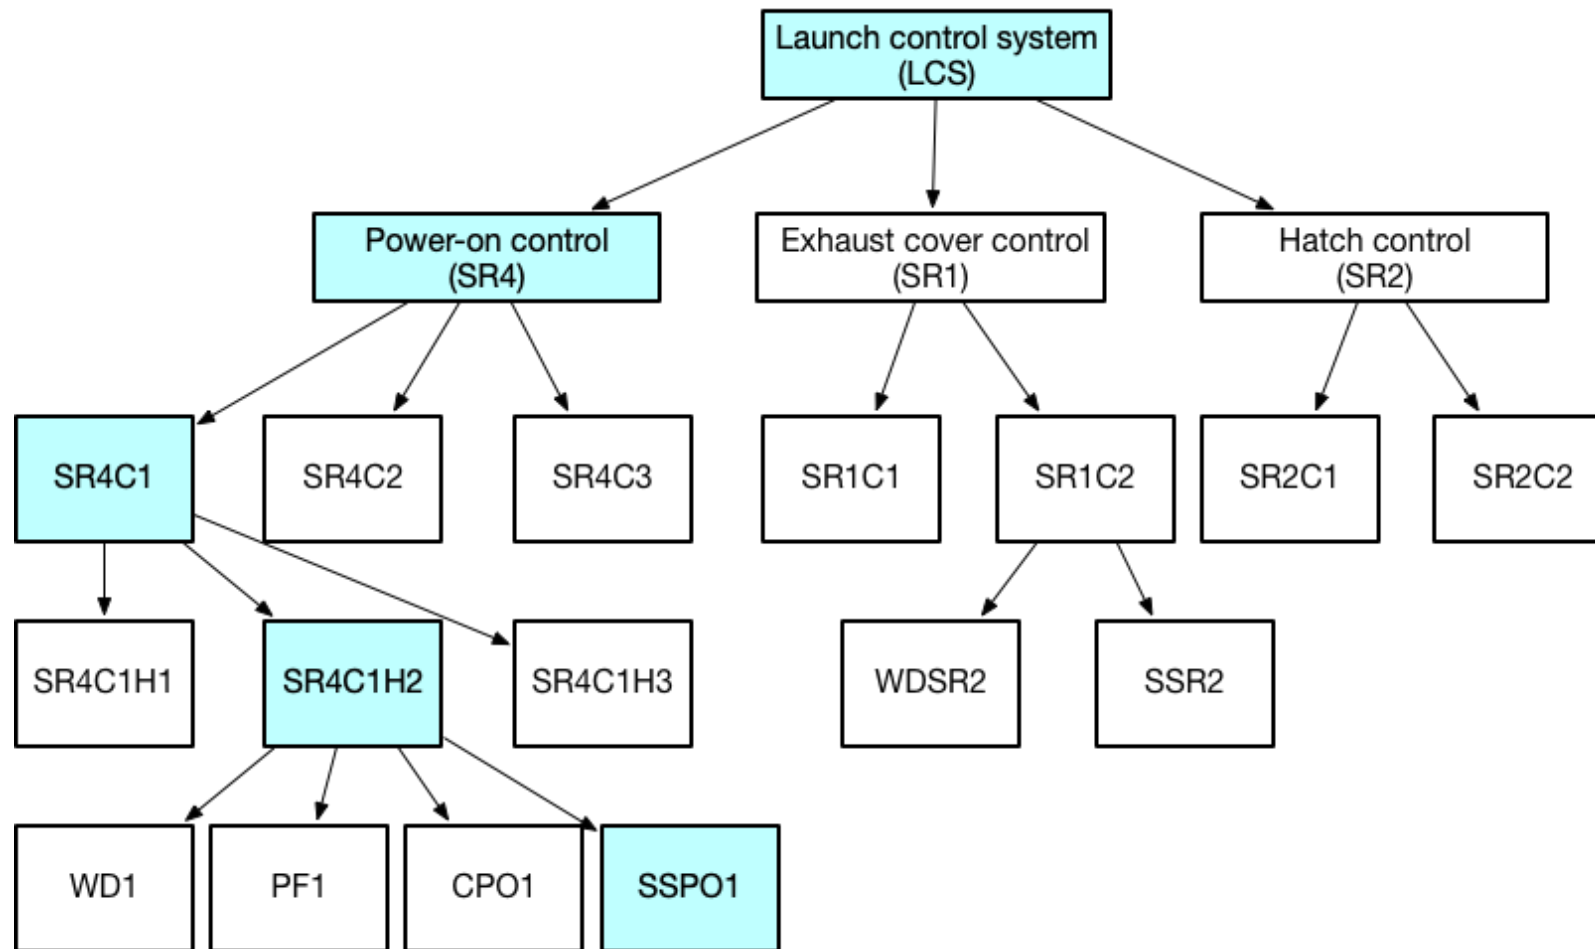 Launch control system
(LCS)
Power-on control
(SR4)
Exhaust cover control
(SR1)
Hatch control
(SR2)
SR4C1
SR4C2
SR4C3
SR1C1
SR1C2
SR2C1
SR2C2
SR4C1H1
SR4C1H2
SR4C1H3
WDSR2
SSR2
WD1
PF1
CPO1
SSPO1